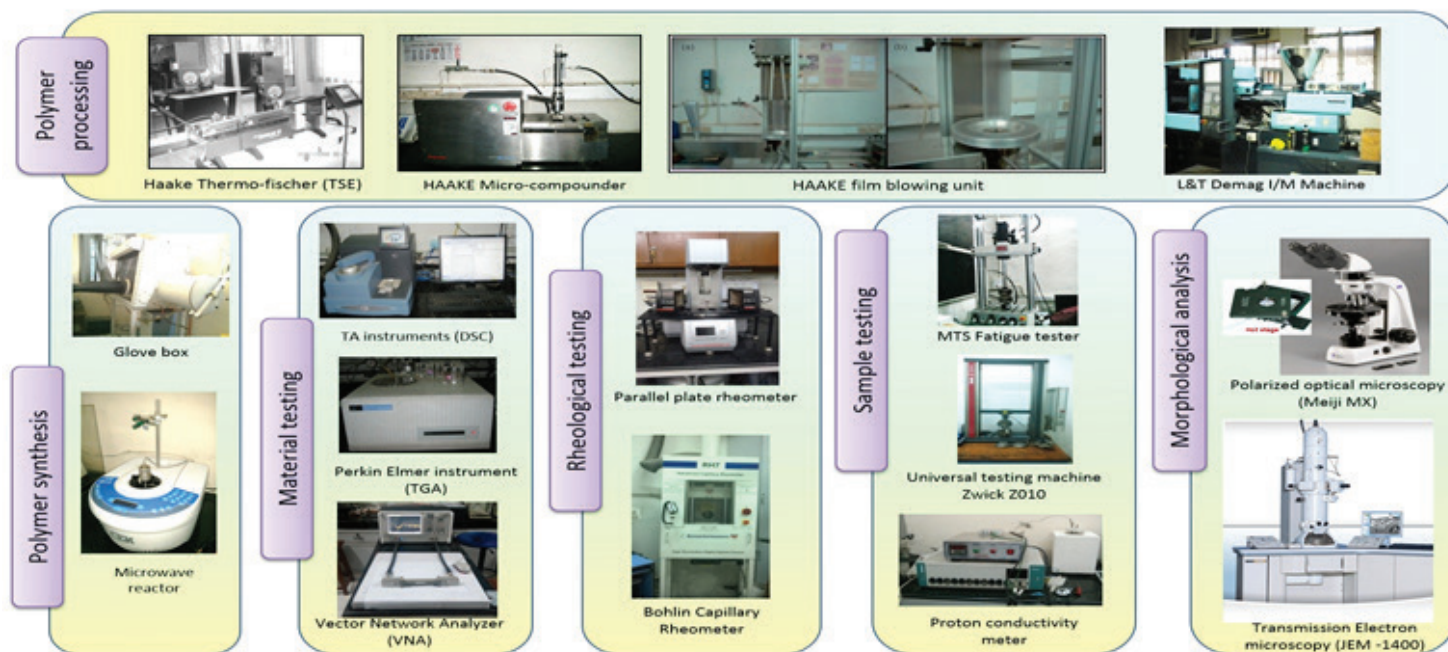 Polymer
processing
(a)
(b)
Haake Thermo-fischer (TSE)
HAAKE Micro-compounder
HAAKE film blowing unit
L&T Demag I/M Machine
Polymer synthesis
Glove box
Microwave
reactor
Material testing
TA instruments (DSC)
Perkin Elmer instrument
(TGA)
Vector Network Analyzer
(VNA)
Rheological testing
Parallel plate rheometer
Bohlin Capillary
Rheometer
Sample testing
MTS Fatigue tester
Universal testing machine
Zwick Z010
Proton conductivity
meter
Morphological analysis
Hot stage
Polarized optical microscopy
(Meiji MX)
Transmission Electron
microscopy (JEM -1400)